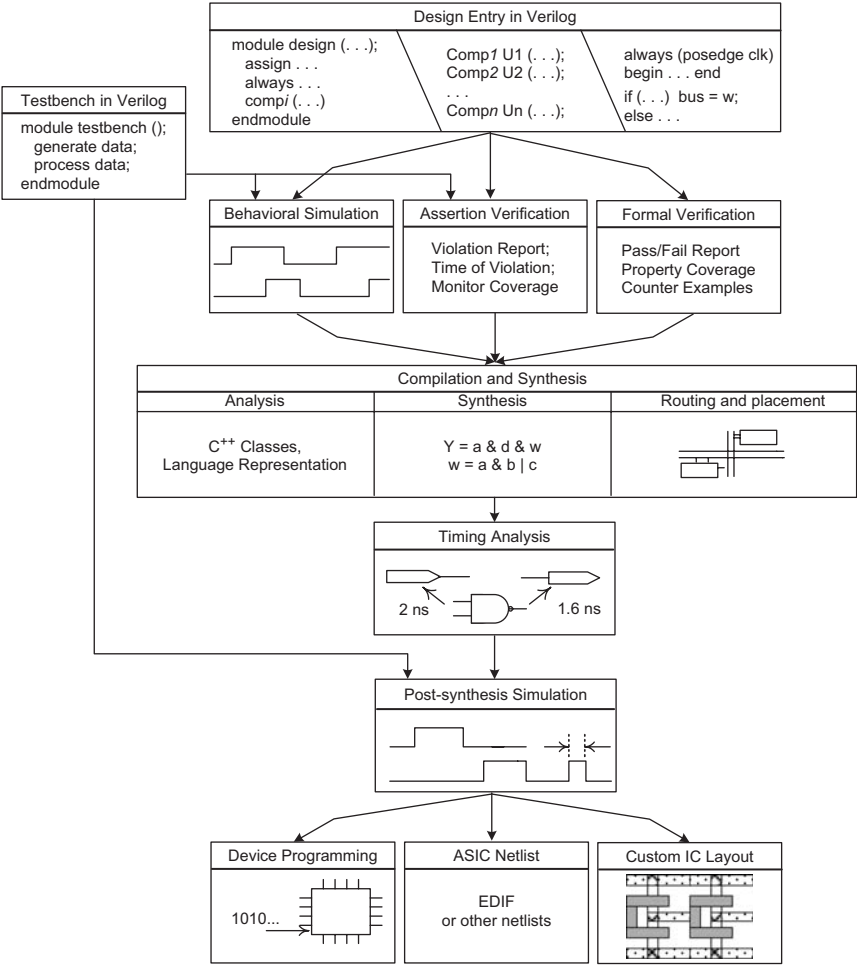 Design Entry in Verilog
module design (. . .);
assign . . .
always . . .
compi (. . .)
endmodule
Comp1 U1 (. . .);
Comp2 U2 (. . .);
. . .
Compn Un (. . .);
always (posedge clk)
begin . . . end
if (. . .) bus = w;
else . . .
Testbench in Verilog
module testbench ();
generate data;
process data;
endmodule
Behavioral Simulation
Assertion Verification
Violation Report;
Time of Violation;
Monitor Coverage
Formal Verification
Pass/Fail Report
Property Coverage
Counter Examples
Compilation and Synthesis
Analysis
Synthesis
Routing and placement
C++ Classes,
Language Representation
Y = a & d & w
w = a & b | c
Timing Analysis
2 ns
1.6 ns
Post-synthesis Simulation
Device Programming
1010...
ASIC Netlist
EDIF
or other netlists
Custom IC Layout